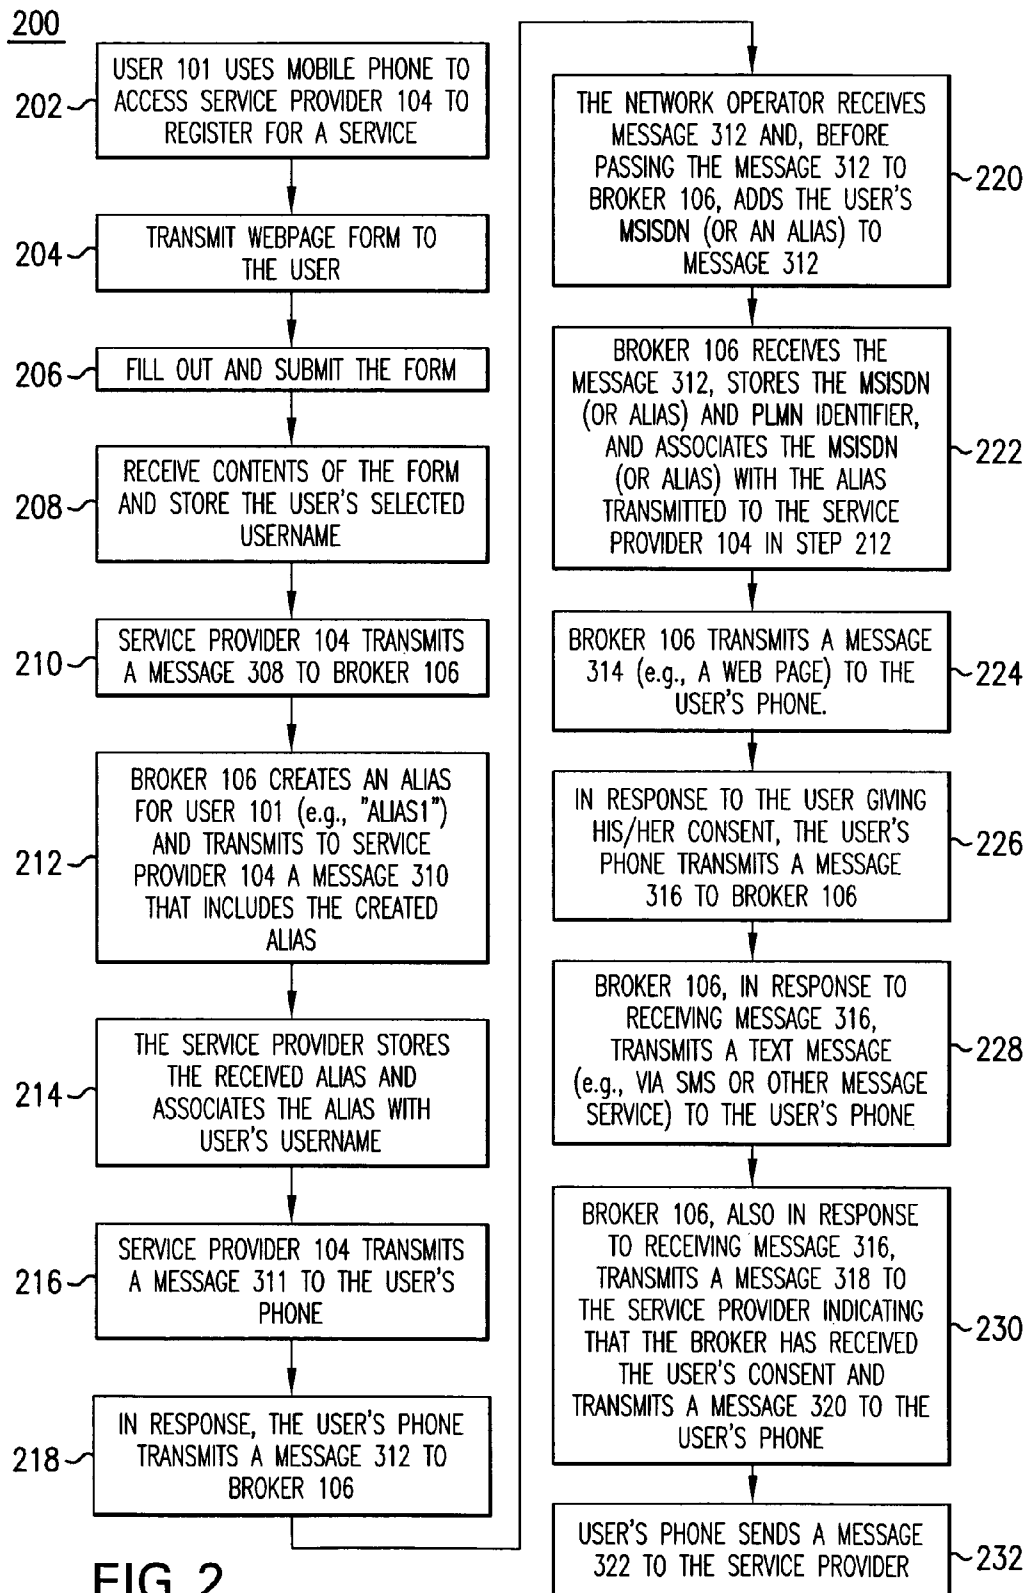 200
USER 101 USES MOBILE PHONE TO
ACCESS SERVICE PROVIDER 104 TO
REGISTER FOR A SERVICE
202
TRANSMIT WEBPAGE FORM TO
THE USER
204
FILL OUT AND SUBMIT THE FORM
206
RECEIVE CONTENTS OF THE FORM
AND STORE THE USER'S SELECTED
USERNAME
208
SERVICE PROVIDER 104 TRANSMITS
A MESSAGE 308 TO BROKER 106
210
BROKER 106 CREATES AN ALIAS
FOR USER 101 (e.g., "ALIAS1")
AND TRANSMITS TO SERVICE
PROVIDER 104 A MESSAGE 310
THAT INCLUDES THE CREATED
ALIAS
212
THE SERVICE PROVIDER STORES
THE RECEIVED ALIAS AND
ASSOCIATES THE ALIAS WITH
USER'S USERNAME
214
SERVICE PROVIDER 104 TRANSMITS
A MESSAGE 311 TO THE USER'S
PHONE
216
IN RESPONSE, THE USER'S PHONE
TRANSMITS A MESSAGE 312 TO
BROKER 106
218
THE NETWORK OPERATOR RECEIVES
MESSAGE 312 AND, BEFORE
PASSING THE MESSAGE 312 TO
BROKER 106, ADDS THE USER'S
MSISDN (OR AN ALIAS) TO
MESSAGE 312
220
BROKER 106 RECEIVES THE
MESSAGE 312, STORES THE MSISDN
(OR ALIAS) AND PLMN IDENTIFIER,
AND ASSOCIATES THE MSISDN
(OR ALIAS) WITH THE ALIAS
TRANSMITTED TO THE SERVICE
PROVIDER 104 IN STEP 212
222
BROKER 106 TRANSMITS A MESSAGE
314 (e.g., A WEB PAGE) TO THE
USER'S PHONE.
224
IN RESPONSE TO THE USER GIVING
HIS/HER CONSENT, THE USER'S
PHONE TRANSMITS A MESSAGE
316 TO BROKER 106
226
BROKER 106, IN RESPONSE TO
RECEIVING MESSAGE 316,
TRANSMITS A TEXT MESSAGE
(e.g., VIA SMS OR OTHER MESSAGE
SERVICE) TO THE USER'S PHONE
228
BROKER 106, ALSO IN RESPONSE
TO RECEIVING MESSAGE 316,
TRANSMITS A MESSAGE 318 TO
THE SERVICE PROVIDER INDICATING
THAT THE BROKER HAS RECEIVED
THE USER'S CONSENT AND
TRANSMITS A MESSAGE 320 TO THE
USER'S PHONE
230
USER'S PHONE SENDS A MESSAGE
322 TO THE SERVICE PROVIDER
232
FIG. 2